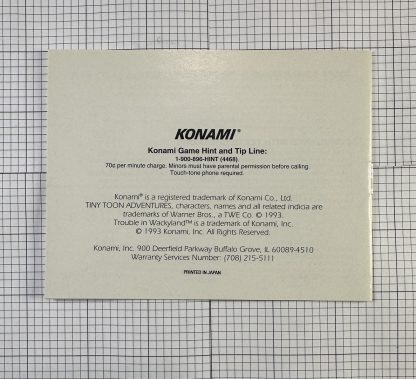 KONAMI®
Konami Game Hint and Tip Line:
1-900-896-HINT (4468)
70¢ per minute charge. Minors must have parental permission before calling.
Touch-tone phone required.
Konami® is a registered trademark of Konami Co., Ltd.
TINY TOON ADVENTURES, characters, names and all related indicia are
trademarks of Warner Bros., a TWE Co. © 1993.
Trouble in Wackyland™ is a trademark of Konami, Inc.
© 1993 Konami, Inc. All Rights Reserved.
Konami, Inc. 900 Deerfield Parkway Buffalo Grove, IL 60089-4510
Warranty Services Number: (708) 215-5111
PRINTED IN JAPAN